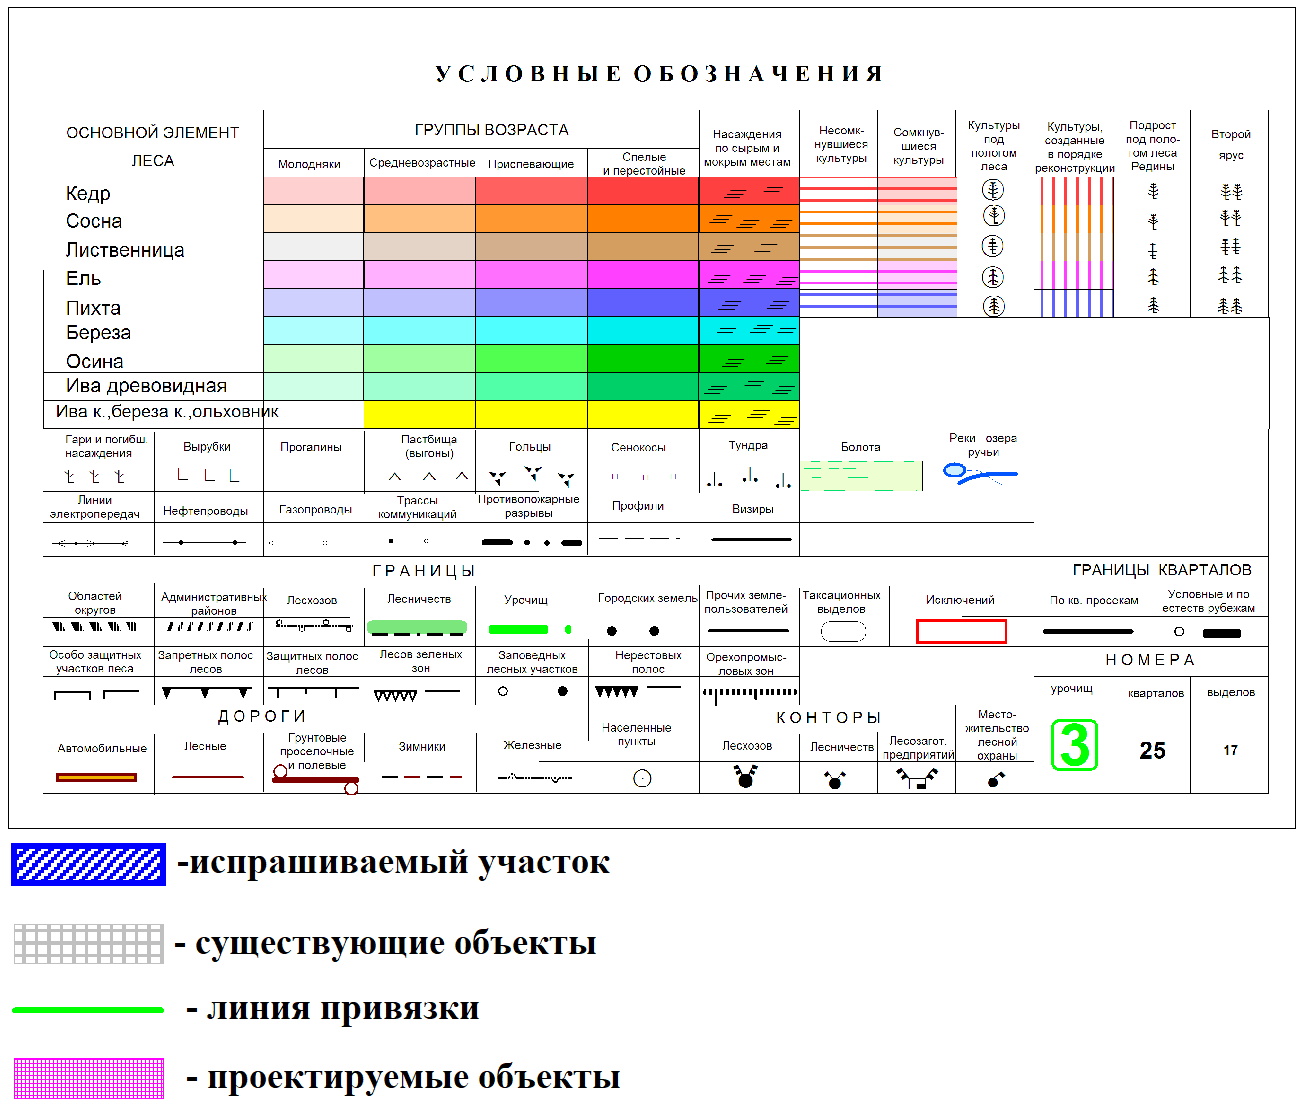 УСЛОВНЫЕ ОБОЗНАЧЕНИЯ
ОСНОВНОЙ ЭЛЕМЕНТ
ЛЕСА
ГРУППЫ ВОЗРАСТА
Молодняки
Средневозрастные
Приспевающие
Спелые
и перестойные
Насаждения
по сырым и
мокрым местам
Несомк-
нувшиеся
культуры
Сомкнув-
шиеся
культуры
Культуры
под
пологом
леса
Культуры,
созданные
в порядке
реконструкции
Подрост
под поло-
гом леса
Редины
Второй
ярус
Кедр
Сосна
Лиственница
Ель
Пихта
Береза
Осина
Ива древовидная
Ива к.,береза к.,ольховник
Гари и погибш.
насаждения
Вырубки
Прогалины
Пастбища
(выгоны)
Гольцы
Сенокосы
Тундра
Болота
Реки озера
ручьи
Линии
электропередач
Нефтепроводы
Газопроводы
Трассы
коммуникаций
Противопожарные
разрывы
Профили
Визиры
ГРАНИЦЫ
ГРАНИЦЫ КВАРТАЛОВ
Областей
округов
Административных
районов
Лесхозов
Лесничеств
Урочищ
Городских земель
Прочих земле-
пользователей
Таксационных
выделов
Исключений
По кв. просекам
Условные и по
естеств рубежам
Особо защитных
участков леса
Запретных полос
лесов
Защитных полос
лесов
Лесов зеленых
зон
Заповедных
лесных участков
Нерестовых
полос
Орехопромыс-
ловых зон
НОМЕРА
урочищ
кварталов
выделов
3
25
17
ДОРОГИ
Автомобильные
Лесные
Грунтовые
проселочные
и полевые
Зимники
Железные
Населенные
пункты
КОНТОРЫ
Лесхозов
Лесничеств
Лесозагот.
предприятий
Место-
жительство
лесной
охраны
-испрашиваемый участок
- существующие объекты
- линия привязки
- проектируемые объекты